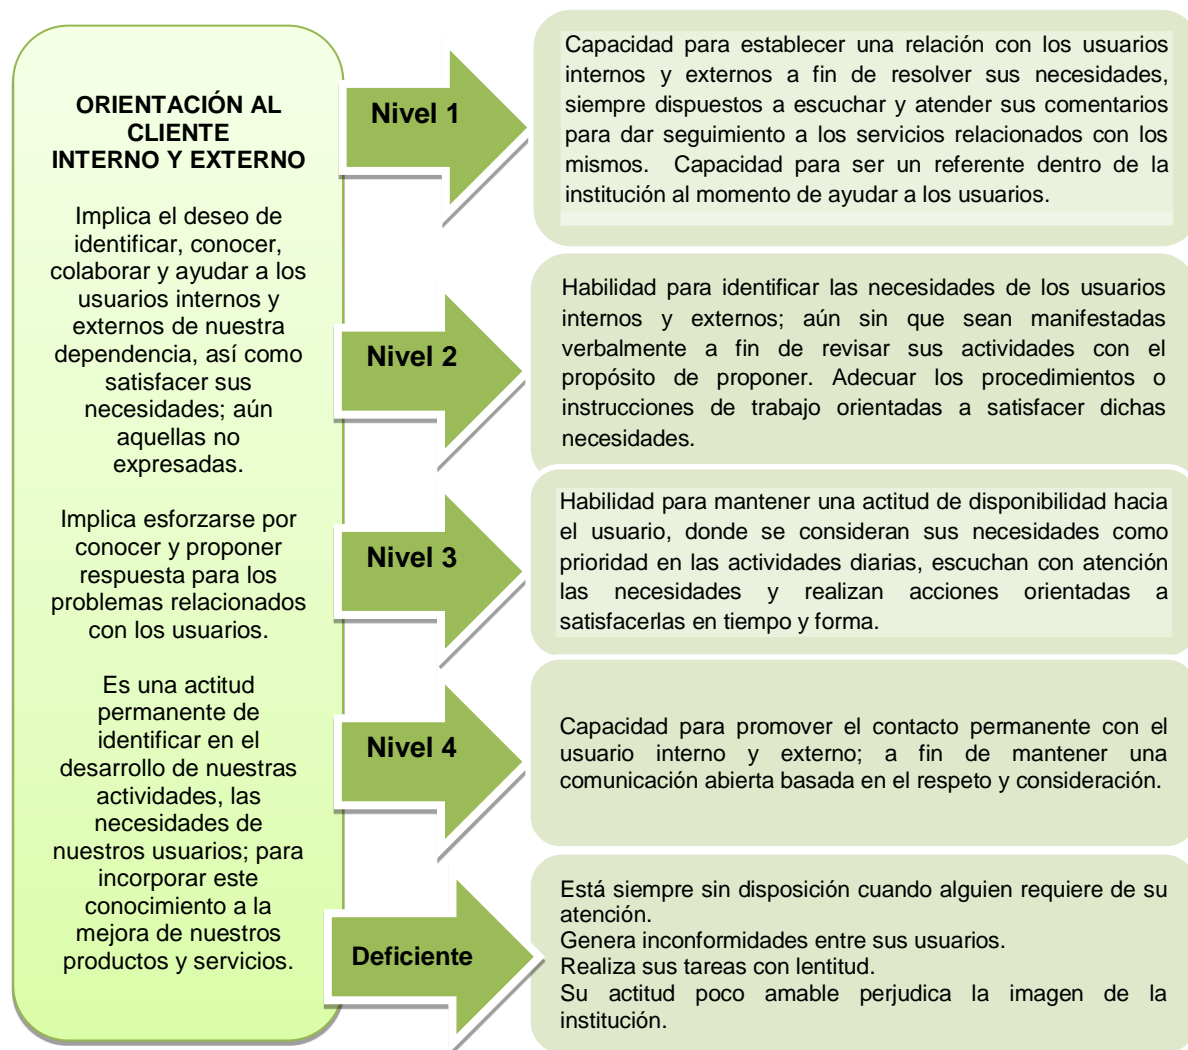 ORIENTACIÓN AL
CLIENTE
INTERNO Y EXTERNO
Implica el deseo de
identificar, conocer,
colaborar y ayudar a los
usuarios internos y
externos de nuestra
dependencia, así como
satisfacer sus
necesidades; aún
aquellas no
expresadas.
Implica esforzarse por
conocer y proponer
respuesta para los
problemas relacionados
con los usuarios.
Es una actitud
permanente de
identificar en el
desarrollo de nuestras
actividades, las
necesidades de
nuestros usuarios; para
incorporar este
conocimiento a la
mejora de nuestros
productos y servicios.
Nivel 1
Capacidad para establecer una relación con los usuarios
internos y externos a fin de resolver sus necesidades,
siempre dispuestos a escuchar y atender sus comentarios
para dar seguimiento a los servicios relacionados con los
mismos. Capacidad para ser un referente dentro de la
institución al momento de ayudar a los usuarios.
Nivel 2
Habilidad para identificar las necesidades de los usuarios
internos y externos; aún sin que sean manifestadas
verbalmente a fin de revisar sus actividades con el
propósito de proponer. Adecuar los procedimientos o
instrucciones de trabajo orientadas a satisfacer dichas
necesidades.
Nivel 3
Habilidad para mantener una actitud de disponibilidad hacia
el usuario, donde se consideran sus necesidades como
prioridad en las actividades diarias, escuchan con atención
las necesidades y realizan acciones orientadas a
satisfacerlas en tiempo y forma.
Nivel 4
Capacidad para promover el contacto permanente con el
usuario interno y externo; a fin de mantener una
comunicación abierta basada en el respeto y consideración.
Deficiente
Está siempre sin disposición cuando alguien requiere de su
atención.
Genera inconformidades entre sus usuarios.
Realiza sus tareas con lentitud.
Su actitud poco amable perjudica la imagen de la
institución.